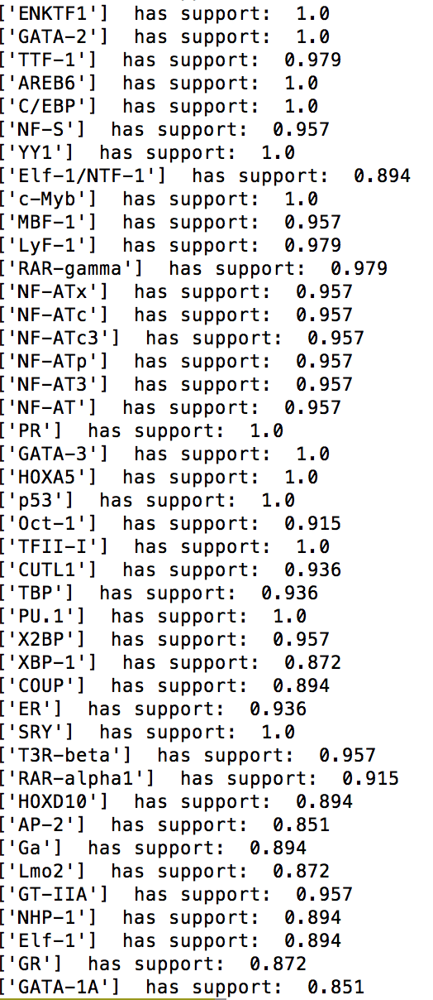 ['ENKTF1']  has support:  1.0
['GATA-2']  has support:  1.0
['TTF-1']  has support:  0.979
['AREB6']  has support:  1.0
['C/EBP']  has support:  1.0
['NF-S']  has support:  0.957
['YY1']  has support:  1.0
['Elf-1/NTF-1']  has support:  0.894
['c-Myb']  has support:  1.0
['MBF-1']  has support:  0.957
['LyF-1']  has support:  0.979
['RAR-gamma']  has support:  0.979
['NF-ATx']  has support:  0.957
['NF-ATc']  has support:  0.957
['NF-ATc3']  has support:  0.957
['NF-ATp']  has support:  0.957
['NF-AT3']  has support:  0.957
['NF-AT']  has support:  0.957
['PR']  has support:  1.0
['GATA-3']  has support:  1.0
['HOXA5']  has support:  1.0
['p53']  has support:  1.0
['Oct-1']  has support:  0.915
['TFII-I']  has support:  1.0
['CUTL1']  has support:  0.936
['TBP']  has support:  0.936
['PU.1']  has support:  1.0
['X2BP']  has support:  0.957
['XBP-1']  has support:  0.872
['COUP']  has support:  0.894
['ER']  has support:  0.936
['SRY']  has support:  1.0
['T3R-beta']  has support:  0.957
['RAR-alpha1']  has support:  0.915
['HOXD10']  has support:  0.894
['AP-2']  has support:  0.851
['Ga']  has support:  0.894
['Lmo2']  has support:  0.872
['GT-IIA']  has support:  0.957
['NHP-1']  has support:  0.894
['Elf-1']  has support:  0.894
['GR']  has support:  0.872
['GATA-1A']  has support:  0.851